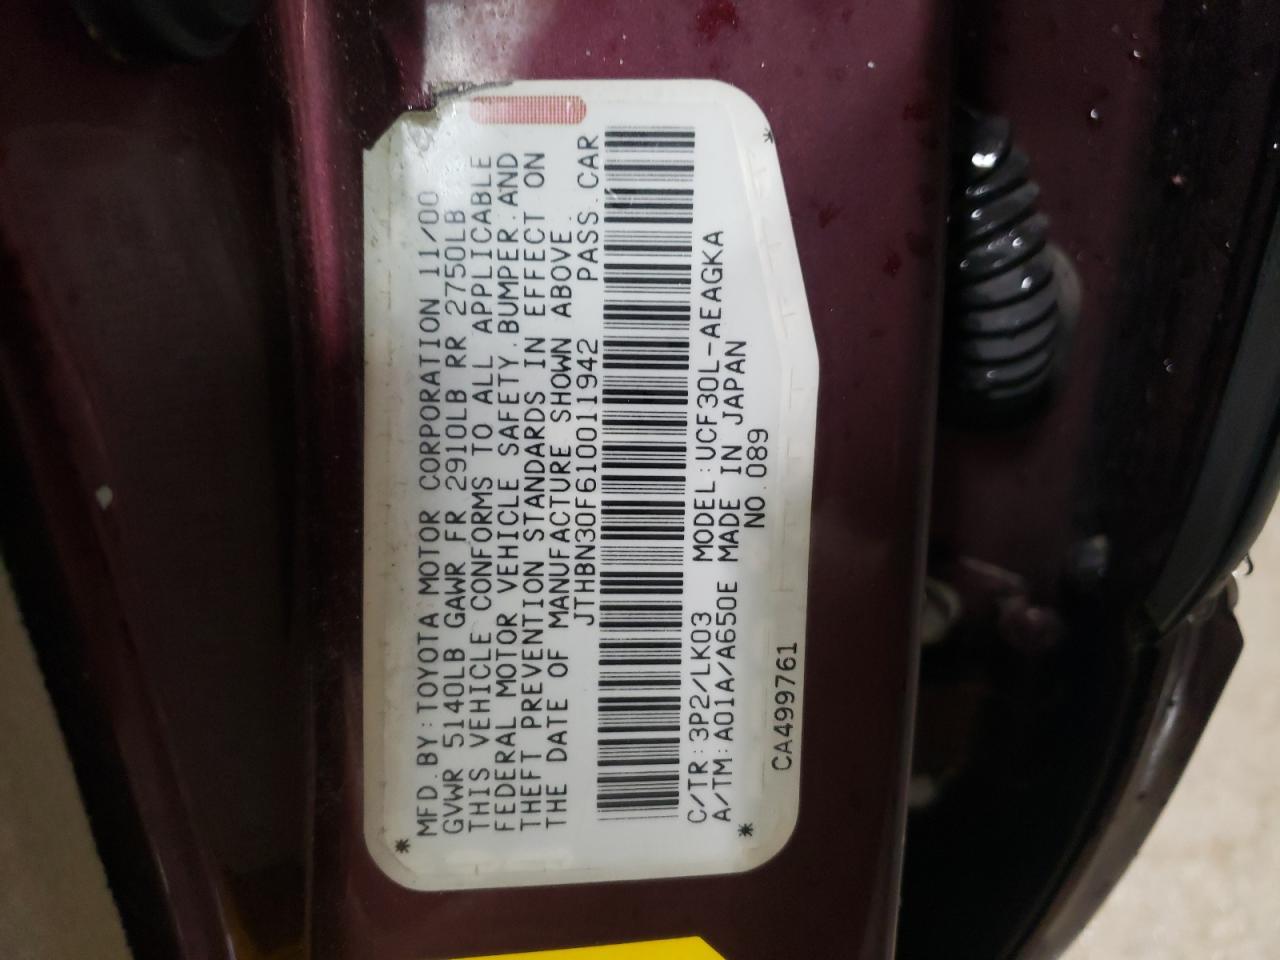 MFD.BY:TOYOTA MOTOR CORPORATION 11/00
GVWR 5140LB GAWR FR 2910LB RR 2750LB
THIS VEHICLE CONFORMS TO ALL APPLICABLE
FEDERAL MOTOR VEHICLE SAFETY,BUMPER,AND
THEFT PREVENTION STANDARDS IN EFFECT ON
THE DATE OF MANUFACTURE SHOWN ABOVE.
JTHBN30F610011942 PASS.CAR
C/TR:3P2/LK03 MODEL:UCF30L-AEAGKA
A/TM:A01A/A650E MADE IN JAPAN
NO.089
CA499761